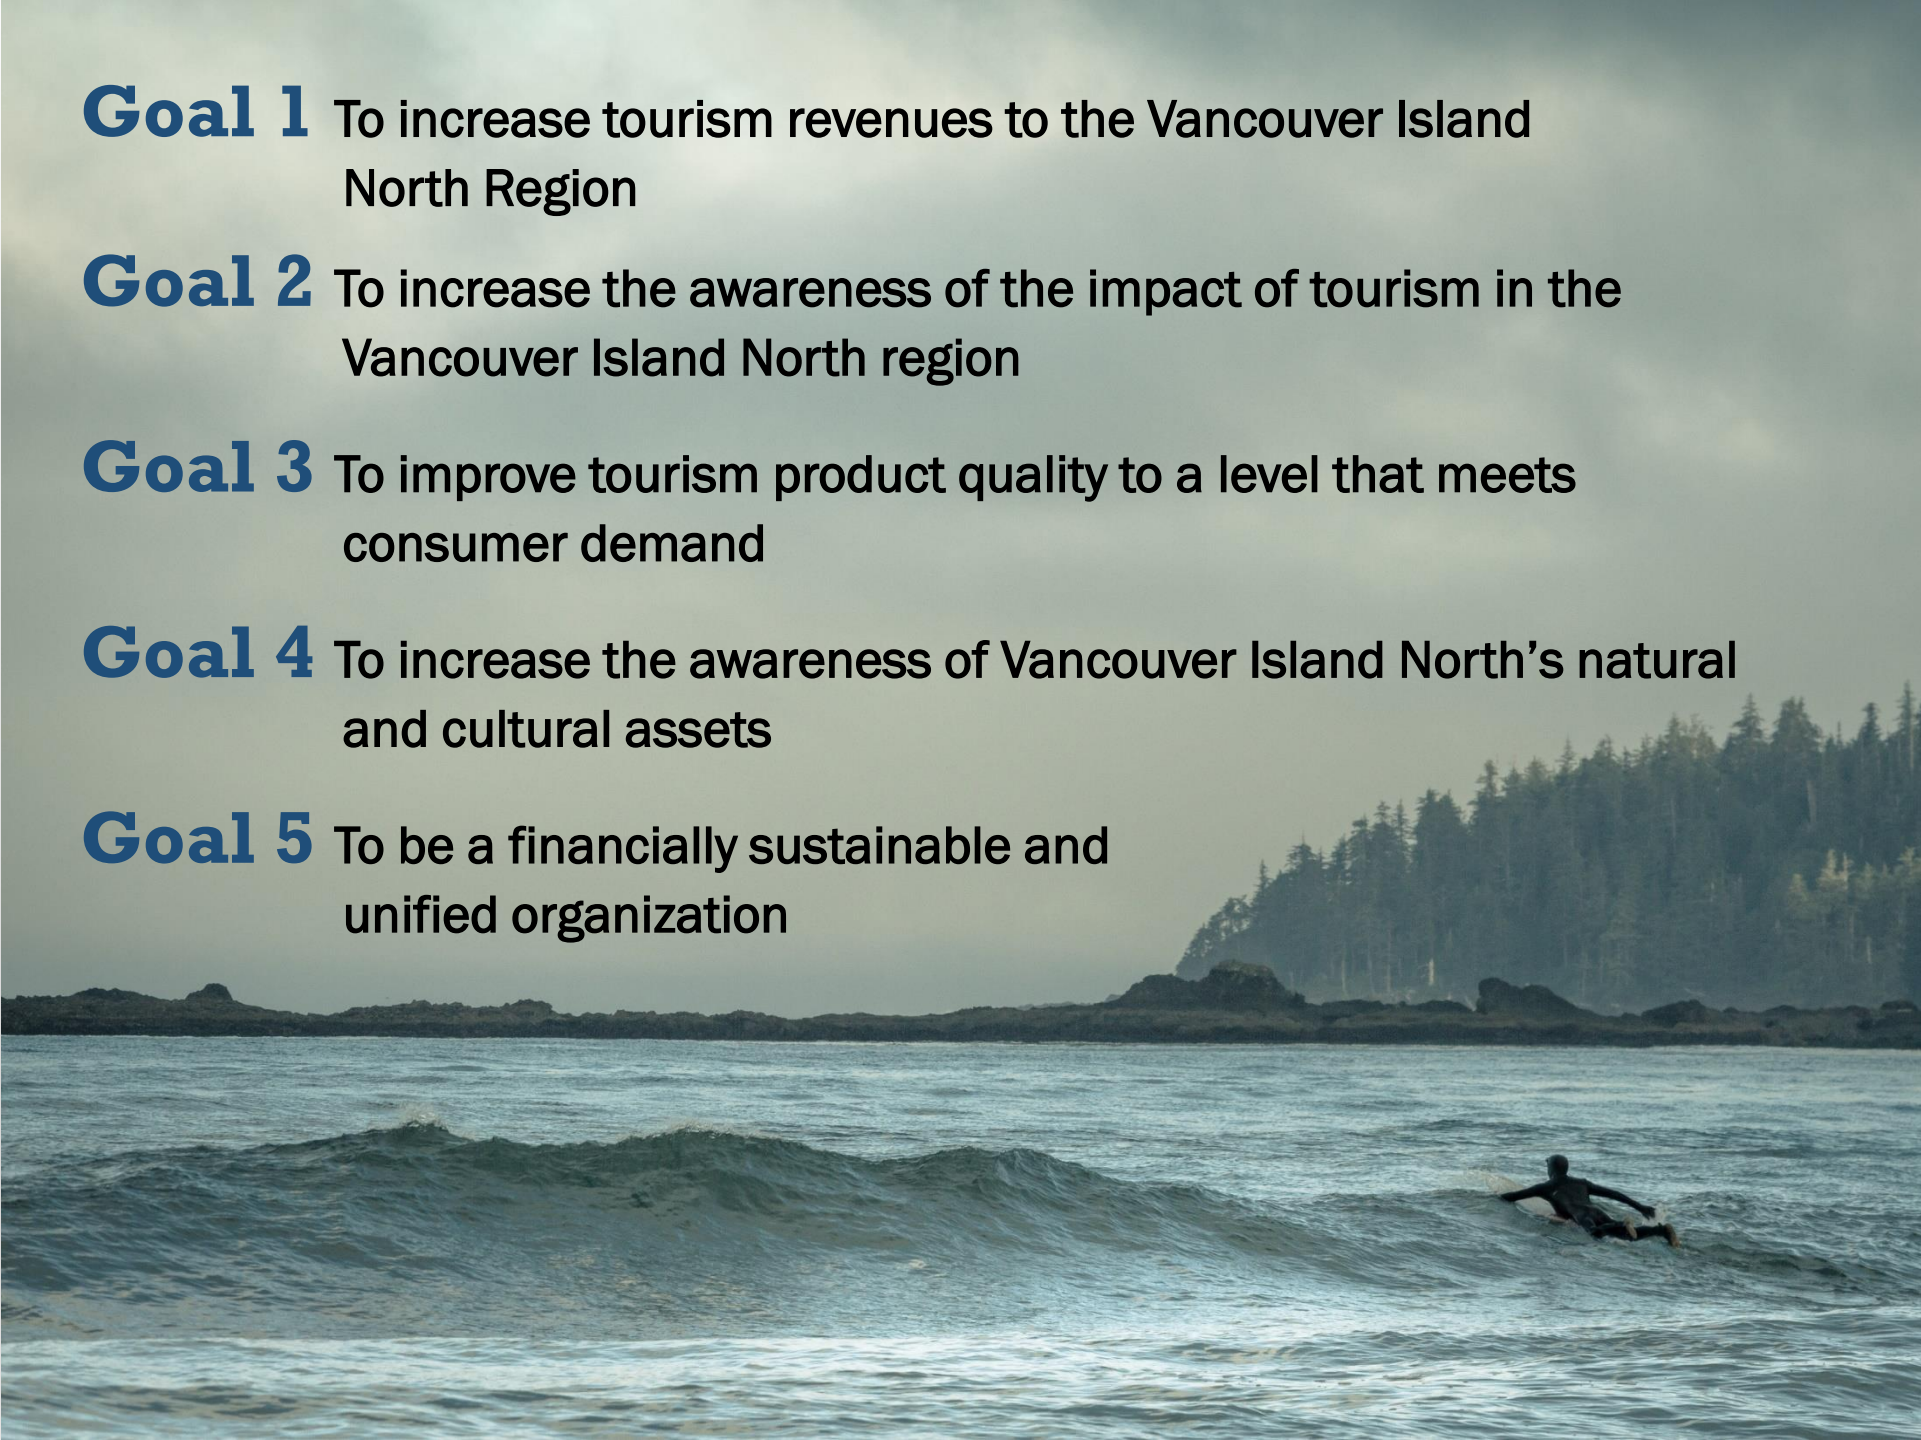 Goal 1 To increase tourism revenues to the Vancouver Island
North Region
Goal 2 To increase the awareness of the impact of tourism in the
Vancouver Island North region
Goal 3 To improve tourism product quality to a level that meets
consumer demand
Goal 4 To increase the awareness of Vancouver Island North’s natural
and cultural assets
Goal 5 To be a financially sustainable and
unified organization